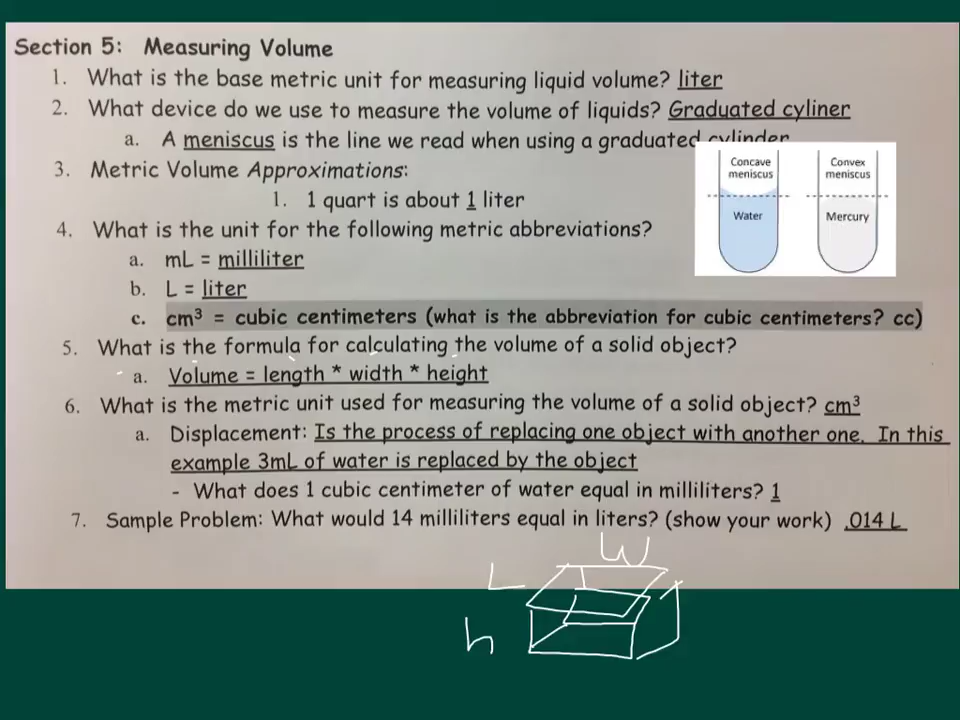 Section 5: Measuring Volume
1. What is the base metric unit for measuring liquid volume? liter
2. What device do we use to measure the volume of liquids? Graduated cyliner
a. A meniscus is the line we read when using a graduated cylinder
3. Metric Volume Approximations:
1. 1 quart is about 1 liter
Concave meniscus
Convex meniscus
Water
Mercury
4. What is the unit for the following metric abbreviations?
a. mL = milliliter
b. L = liter
c. cm³ = cubic centimeters (what is the abbreviation for cubic centimeters? cc)
5. What is the formula for calculating the volume of a solid object?
a. Volume = length * width * height
6. What is the metric unit used for measuring the volume of a solid object? cm³
a. Displacement: Is the process of replacing one object with another one. In this
example 3mL of water is replaced by the object
- What does 1 cubic centimeter of water equal in milliliters? 1
7. Sample Problem: What would 14 milliliters equal in liters? (show your work) .014 L
W
L
h